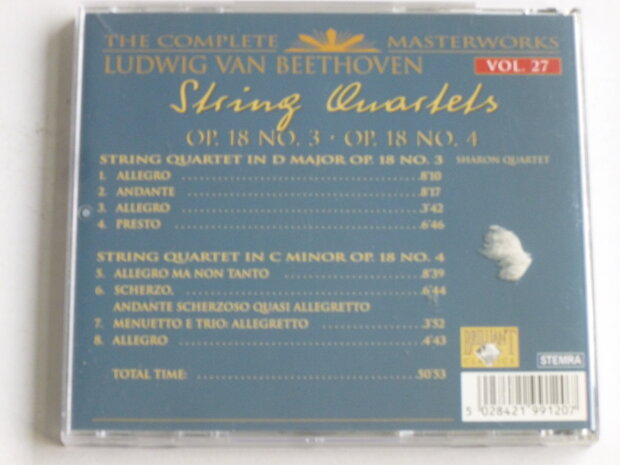 THE COMPLETE MASTERWORKS
LUDWIG VAN BEETHOVEN VOL. 27
String Quartets
OP. 18 NO. 3 · OP. 18 NO. 4
STRING QUARTET IN D MAJOR OP. 18 NO. 3 SHARON QUARTET
1. ALLEGRO 8'10
2. ANDANTE 8'17
3. ALLEGRO 3'42
4. PRESTO 6'46
STRING QUARTET IN C MINOR OP. 18 NO. 4
5. ALLEGRO MA NON TANTO 8'39
6. SCHERZO. 6'44
ANDANTE SCHERZOSO QUASI ALLEGRETTO
7. MENUETTO E TRIO: ALLEGRETTO 3'52
8. ALLEGRO 4'43
TOTAL TIME: 50'53
STEMRA
5 028421 991207